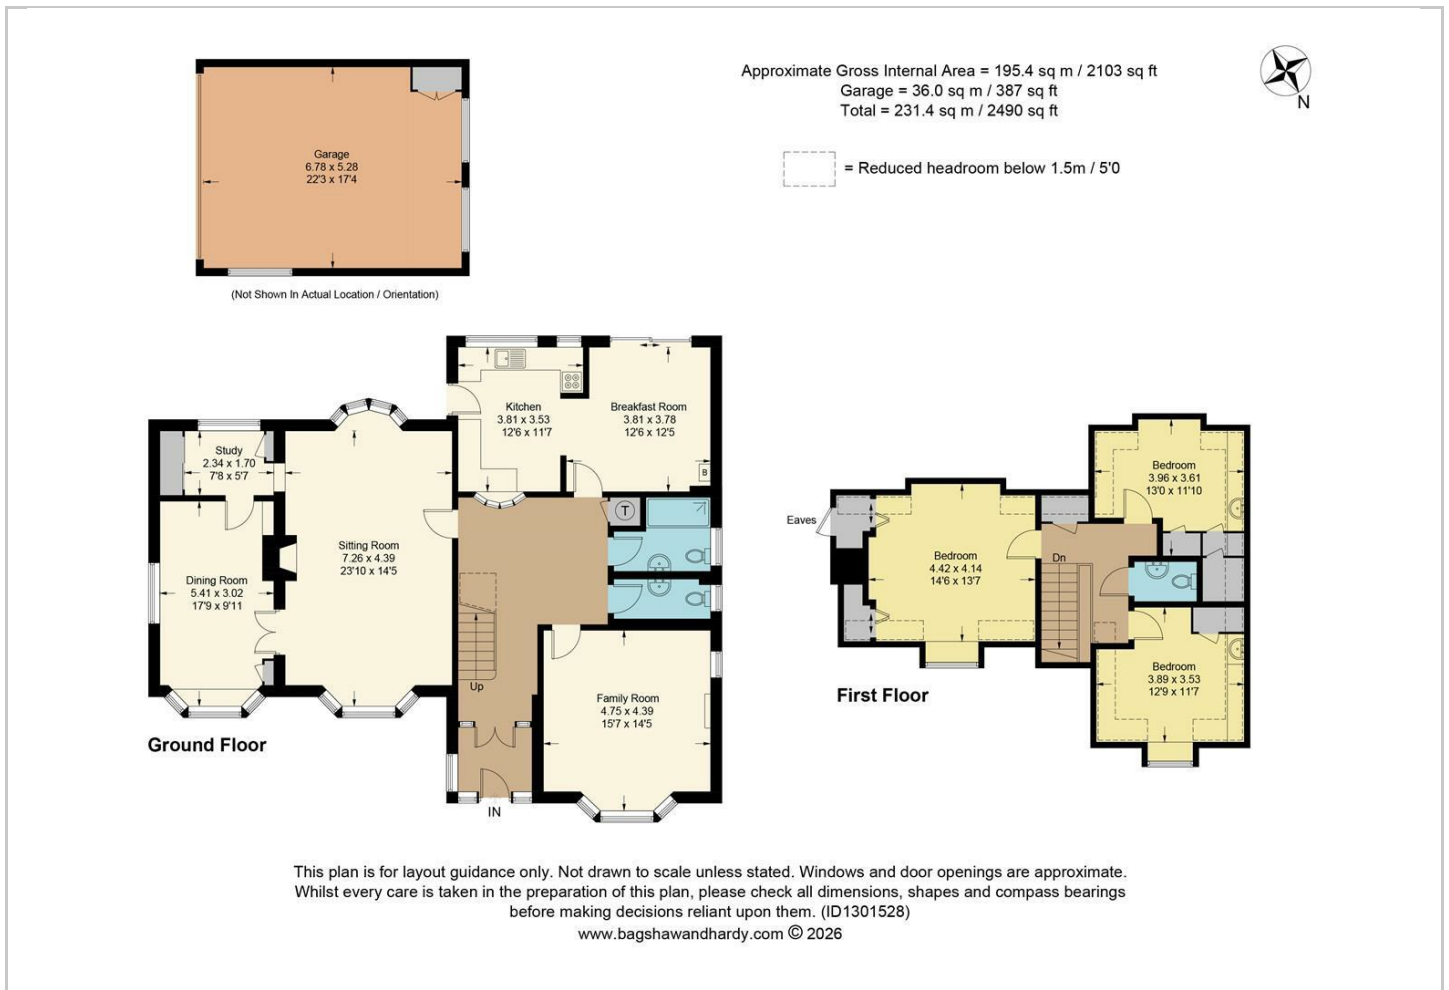 Approximate Gross Internal Area = 195.4 sq m / 2103 sq ft
Garage = 36.0 sq m / 387 sq ft
Total = 231.4 sq m / 2490 sq ft
N
= Reduced headroom below 1.5m / 5'0
Garage
6.78 x 5.28
22'3 x 17'4
(Not Shown In Actual Location / Orientation)
Kitchen
3.81 x 3.53
12'6 x 11'7
Breakfast Room
3.81 x 3.78
12'6 x 12'5
B
Study
2.34 x 1.70
7'8 x 5'7
T
Sitting Room
7.26 x 4.39
23'10 x 14'5
Dining Room
5.41 x 3.02
17'9 x 9'11
Up
Family Room
4.75 x 4.39
15'7 x 14'5
IN
Ground Floor
Bedroom
3.96 x 3.61
13'0 x 11'10
Eaves
Bedroom
4.42 x 4.14
14'6 x 13'7
Dn
Bedroom
3.89 x 3.53
12'9 x 11'7
First Floor
This plan is for layout guidance only. Not drawn to scale unless stated. Windows and door openings are approximate.
Whilst every care is taken in the preparation of this plan, please check all dimensions, shapes and compass bearings
before making decisions reliant upon them. (ID1301528)
www.bagshawandhardy.com © 2026